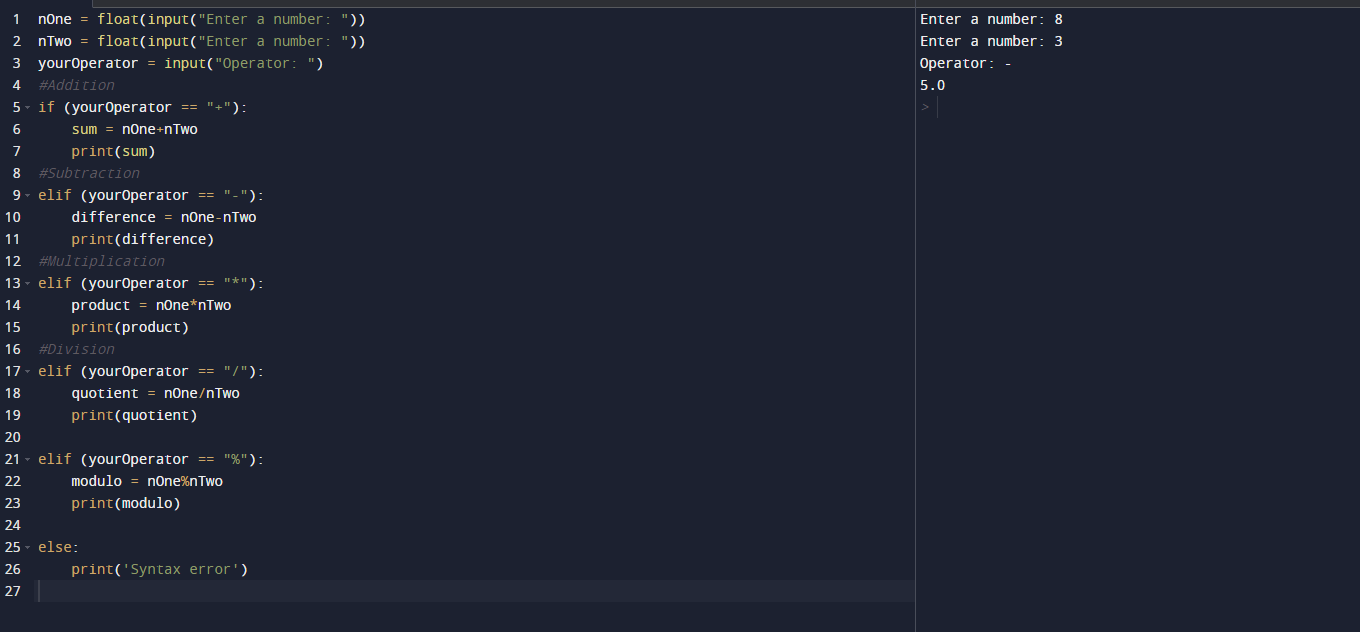 1 nOne = float(input("Enter a number: "))
2 nTwo = float(input("Enter a number: "))
3 yourOperator = input("Operator: ")
4 #Addition
5 if (yourOperator == "+"):
6     sum = nOne+nTwo
7     print(sum)
8 #Subtraction
9 elif (yourOperator == "-"):
10     difference = nOne-nTwo
11     print(difference)
12 #Multiplication
13 elif (yourOperator == "*"):
14     product = nOne*nTwo
15     print(product)
16 #Division
17 elif (yourOperator == "/"):
18     quotient = nOne/nTwo
19     print(quotient)
20
21 elif (yourOperator == "%"):
22     modulo = nOne%nTwo
23     print(modulo)
24
25 else:
26     print('Syntax error')
27
Enter a number: 8
Enter a number: 3
Operator: -
5.0
>